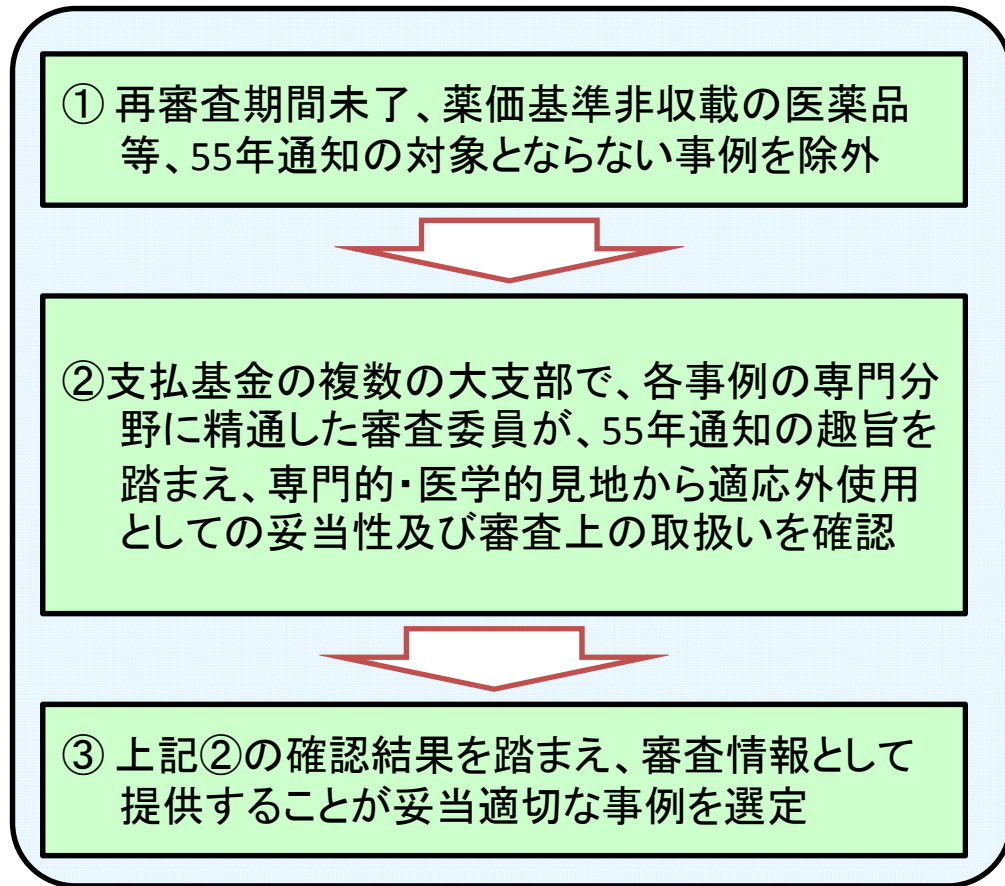 ① 再審査期間未了、薬価基準非収載の医薬品
等、55年通知の対象とならない事例を除外
②支払基金の複数の大支部で、各事例の専門分
野に精通した審査委員が、55年通知の趣旨を
踏まえ、専門的・医学的見地から適応外使用
としての妥当性及び審査上の取扱いを確認
③ 上記②の確認結果を踏まえ、審査情報として
提供することが妥当適切な事例を選定